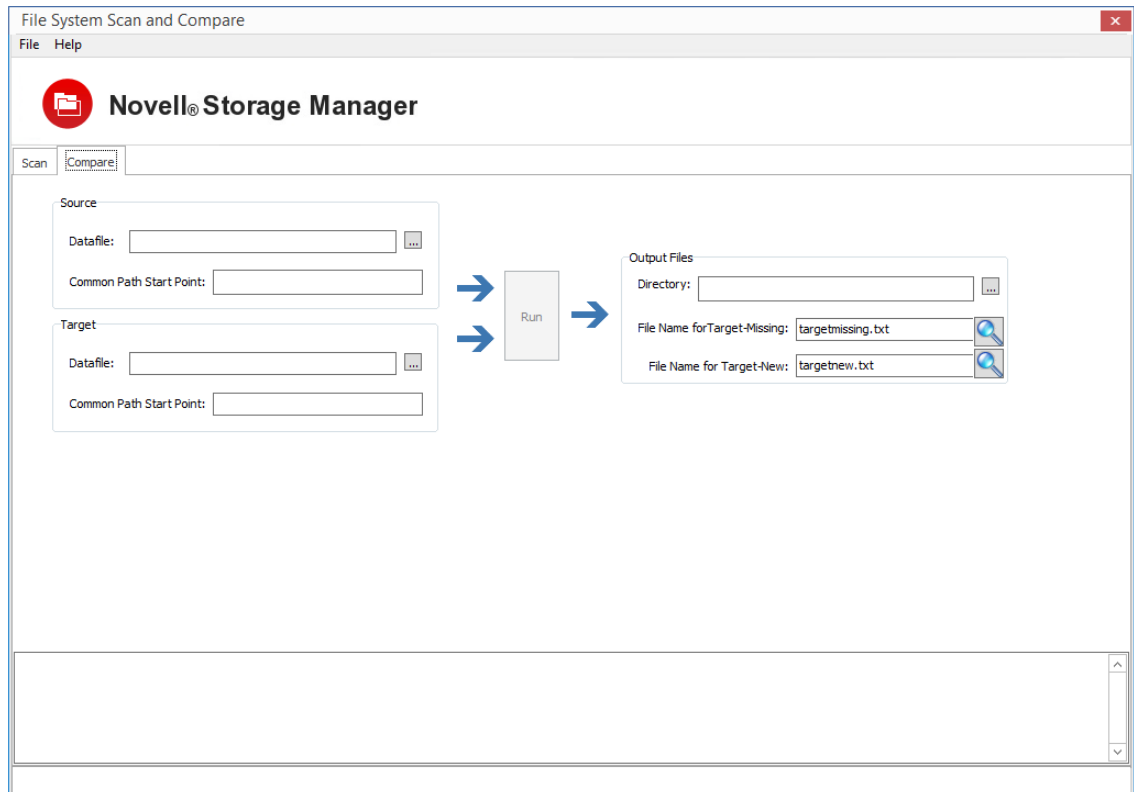 File System Scan and Compare
File Help
Novell® Storage Manager
Scan Compare
Source
Datafile: ...
Common Path Start Point:
Target
Datafile: ...
Common Path Start Point:
Run
Output Files
Directory: ...
File Name forTarget-Missing: targetmissing.txt
File Name for Target-New: targetnew.txt